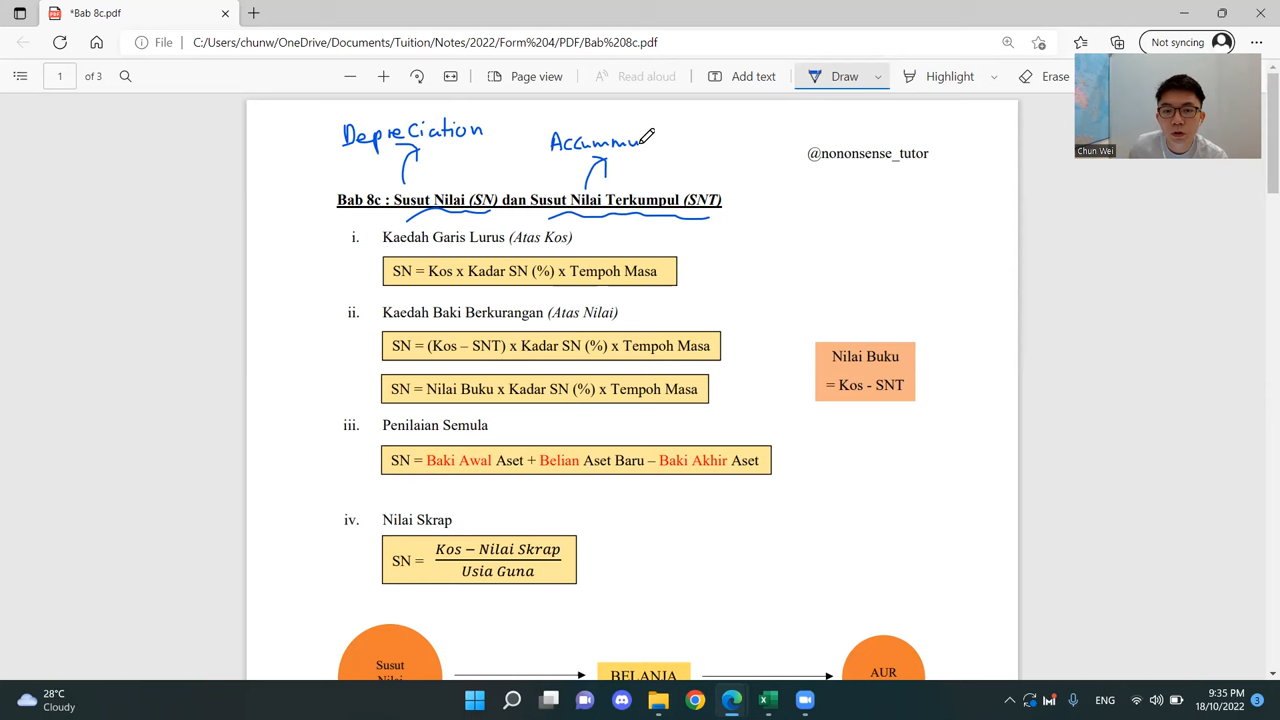 *Bab 8c.pdf
File
C:/Users/chunw/OneDrive/Documents/Tuition/Notes/2022/Form%204/PDF/Bab%208c.pdf
Not syncing
1 of 3
Page view
Read aloud
Add text
Draw
Highlight
Erase
Chun Wei
Depreciation
Accummu
@nononsense_tutor
Bab 8c : Susut Nilai (SN) dan Susut Nilai Terkumpul (SNT)
i. Kaedah Garis Lurus (Atas Kos)
SN = Kos x Kadar SN (%) x Tempoh Masa
ii. Kaedah Baki Berkurangan (Atas Nilai)
SN = (Kos – SNT) x Kadar SN (%) x Tempoh Masa
Nilai Buku
= Kos - SNT
SN = Nilai Buku x Kadar SN (%) x Tempoh Masa
iii. Penilaian Semula
SN = Baki Awal Aset + Belian Aset Baru – Baki Akhir Aset
iv. Nilai Skrap
SN = Kos − Nilai Skrap
Usia Guna
Susut
Nilai
BELANJA
AUR
28°C
Cloudy
ENG
9:35 PM
18/10/2022
3